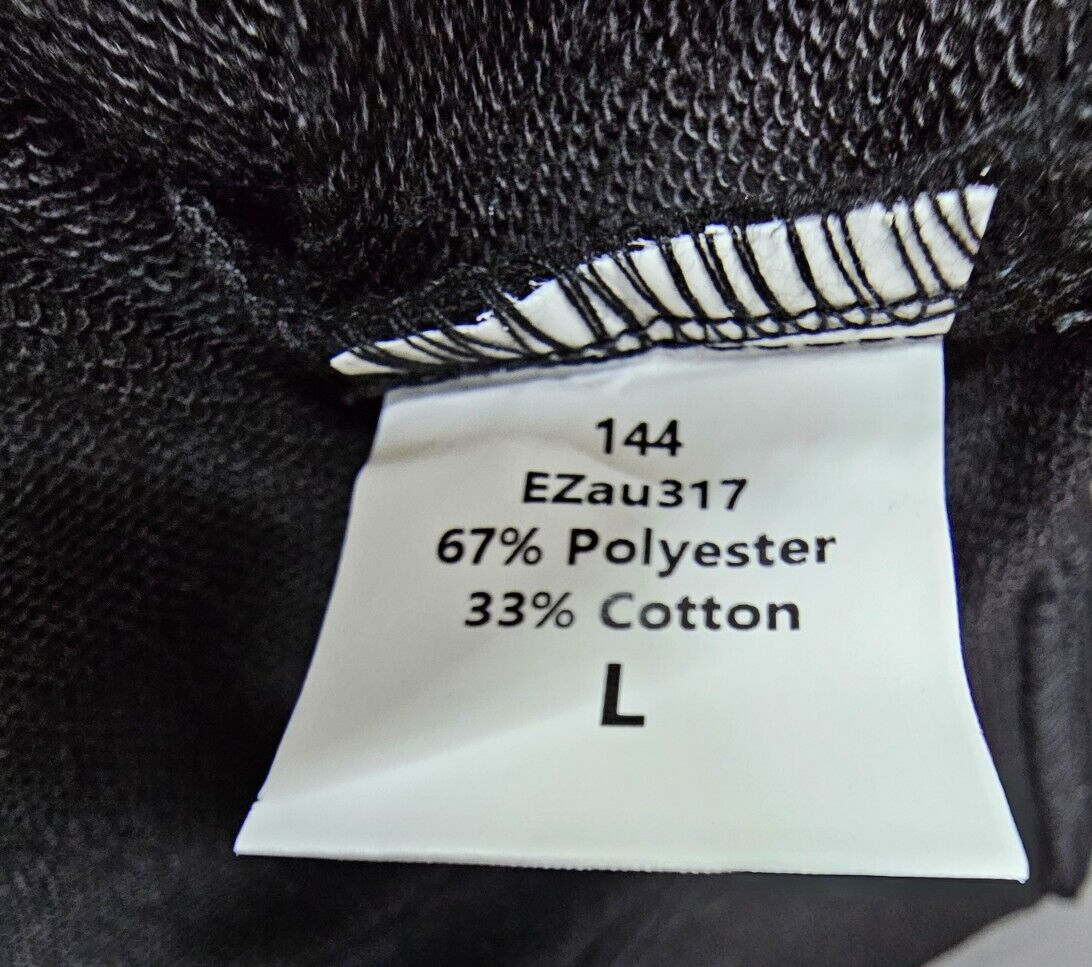 144
EZau317
67% Polyester
33% Cotton
L